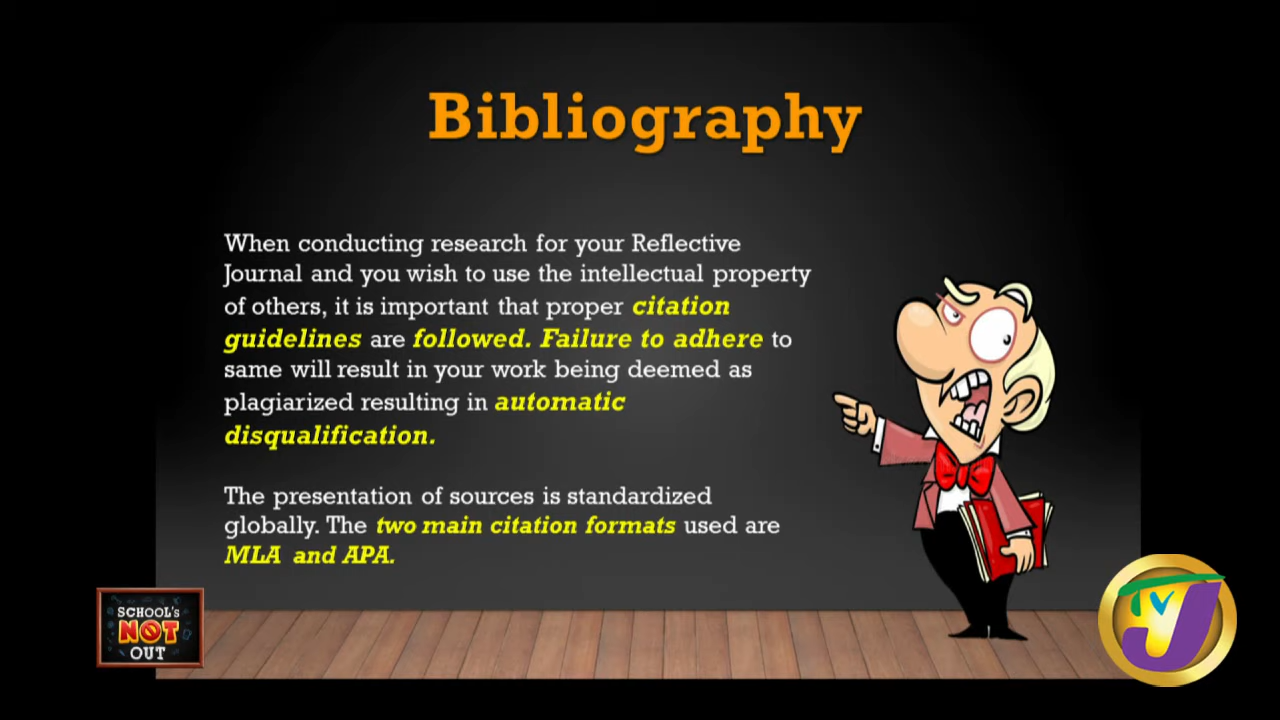 Bibliography
When conducting research for your Reflective
Journal and you wish to use the intellectual property
of others, it is important that proper citation
guidelines are followed. Failure to adhere to
same will result in your work being deemed as
plagiarized resulting in automatic
disqualification.
The presentation of sources is standardized
globally. The two main citation formats used are
MLA and APA.
SCHOOL's
NOT
OUT
TVJ